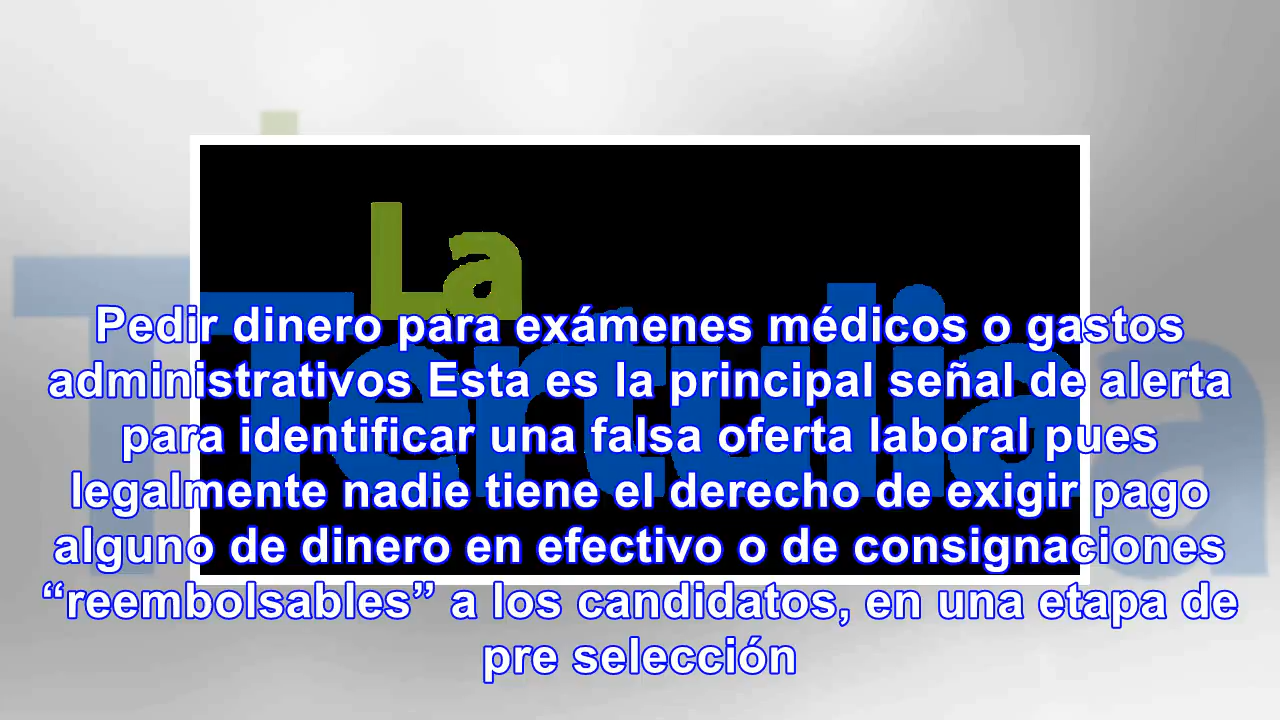 La
Tertulia
Pedir dinero para exámenes médicos o gastos
administrativos Esta es la principal señal de alerta
para identificar una falsa oferta laboral pues
legalmente nadie tiene el derecho de exigir pago
alguno de dinero en efectivo o de consignaciones
“reembolsables” a los candidatos, en una etapa de
pre selección